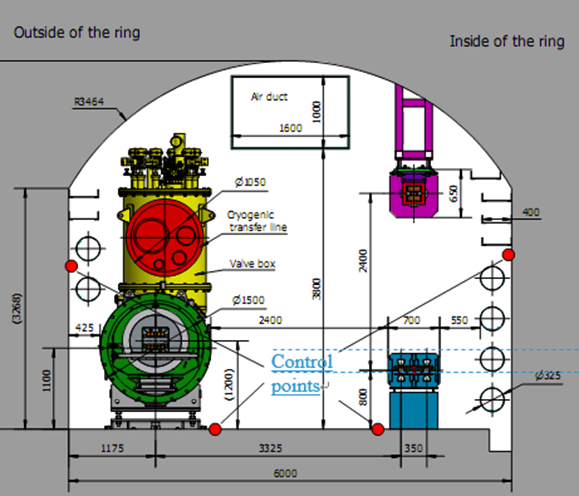 Outside of the ring
Inside of the ring
R3464
Air duct
1000
1600
Ø1050
Cryogenic
transfer line
Valve box
Ø1500
650
400
2400
3800
(3268)
425
2400
700
550
1100
(1200)
Control
points
800
Ø325
1175
3325
350
6000